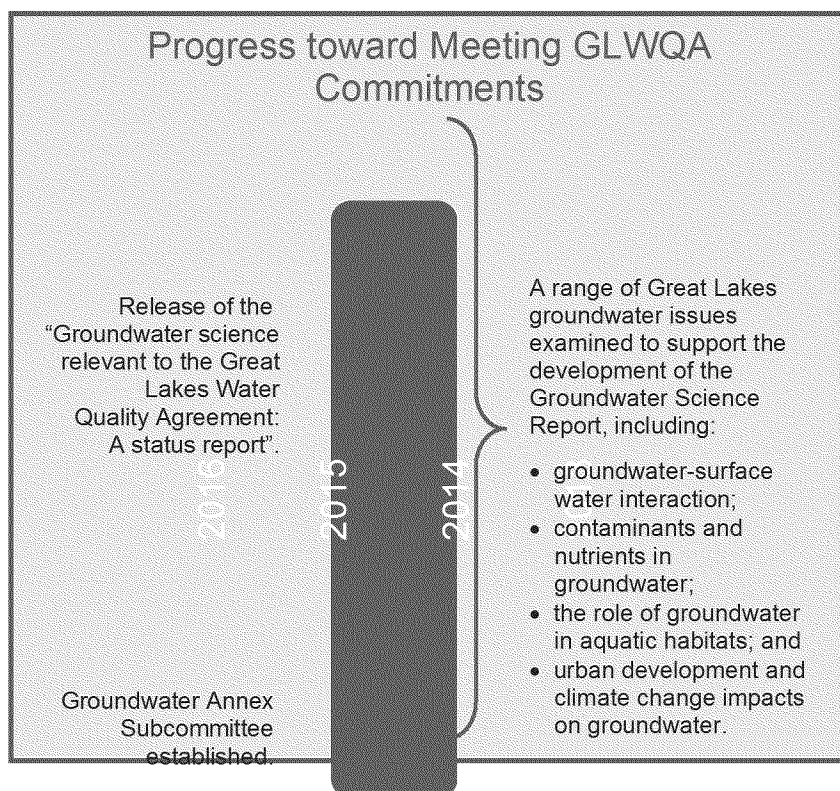 Progress toward Meeting GLWQA
Commitments
Release of the
“Groundwater science
relevant to the Great
Lakes Water
Quality Agreement:
A status report”.
2016
2015
2014
Groundwater Annex
Subcommittee
established.
A range of Great Lakes
groundwater issues
examined to support the
development of the
Groundwater Science
Report, including:
• groundwater-surface
water interaction;
• contaminants and
nutrients in
groundwater;
• the role of groundwater
in aquatic habitats; and
• urban development and
climate change impacts
on groundwater.